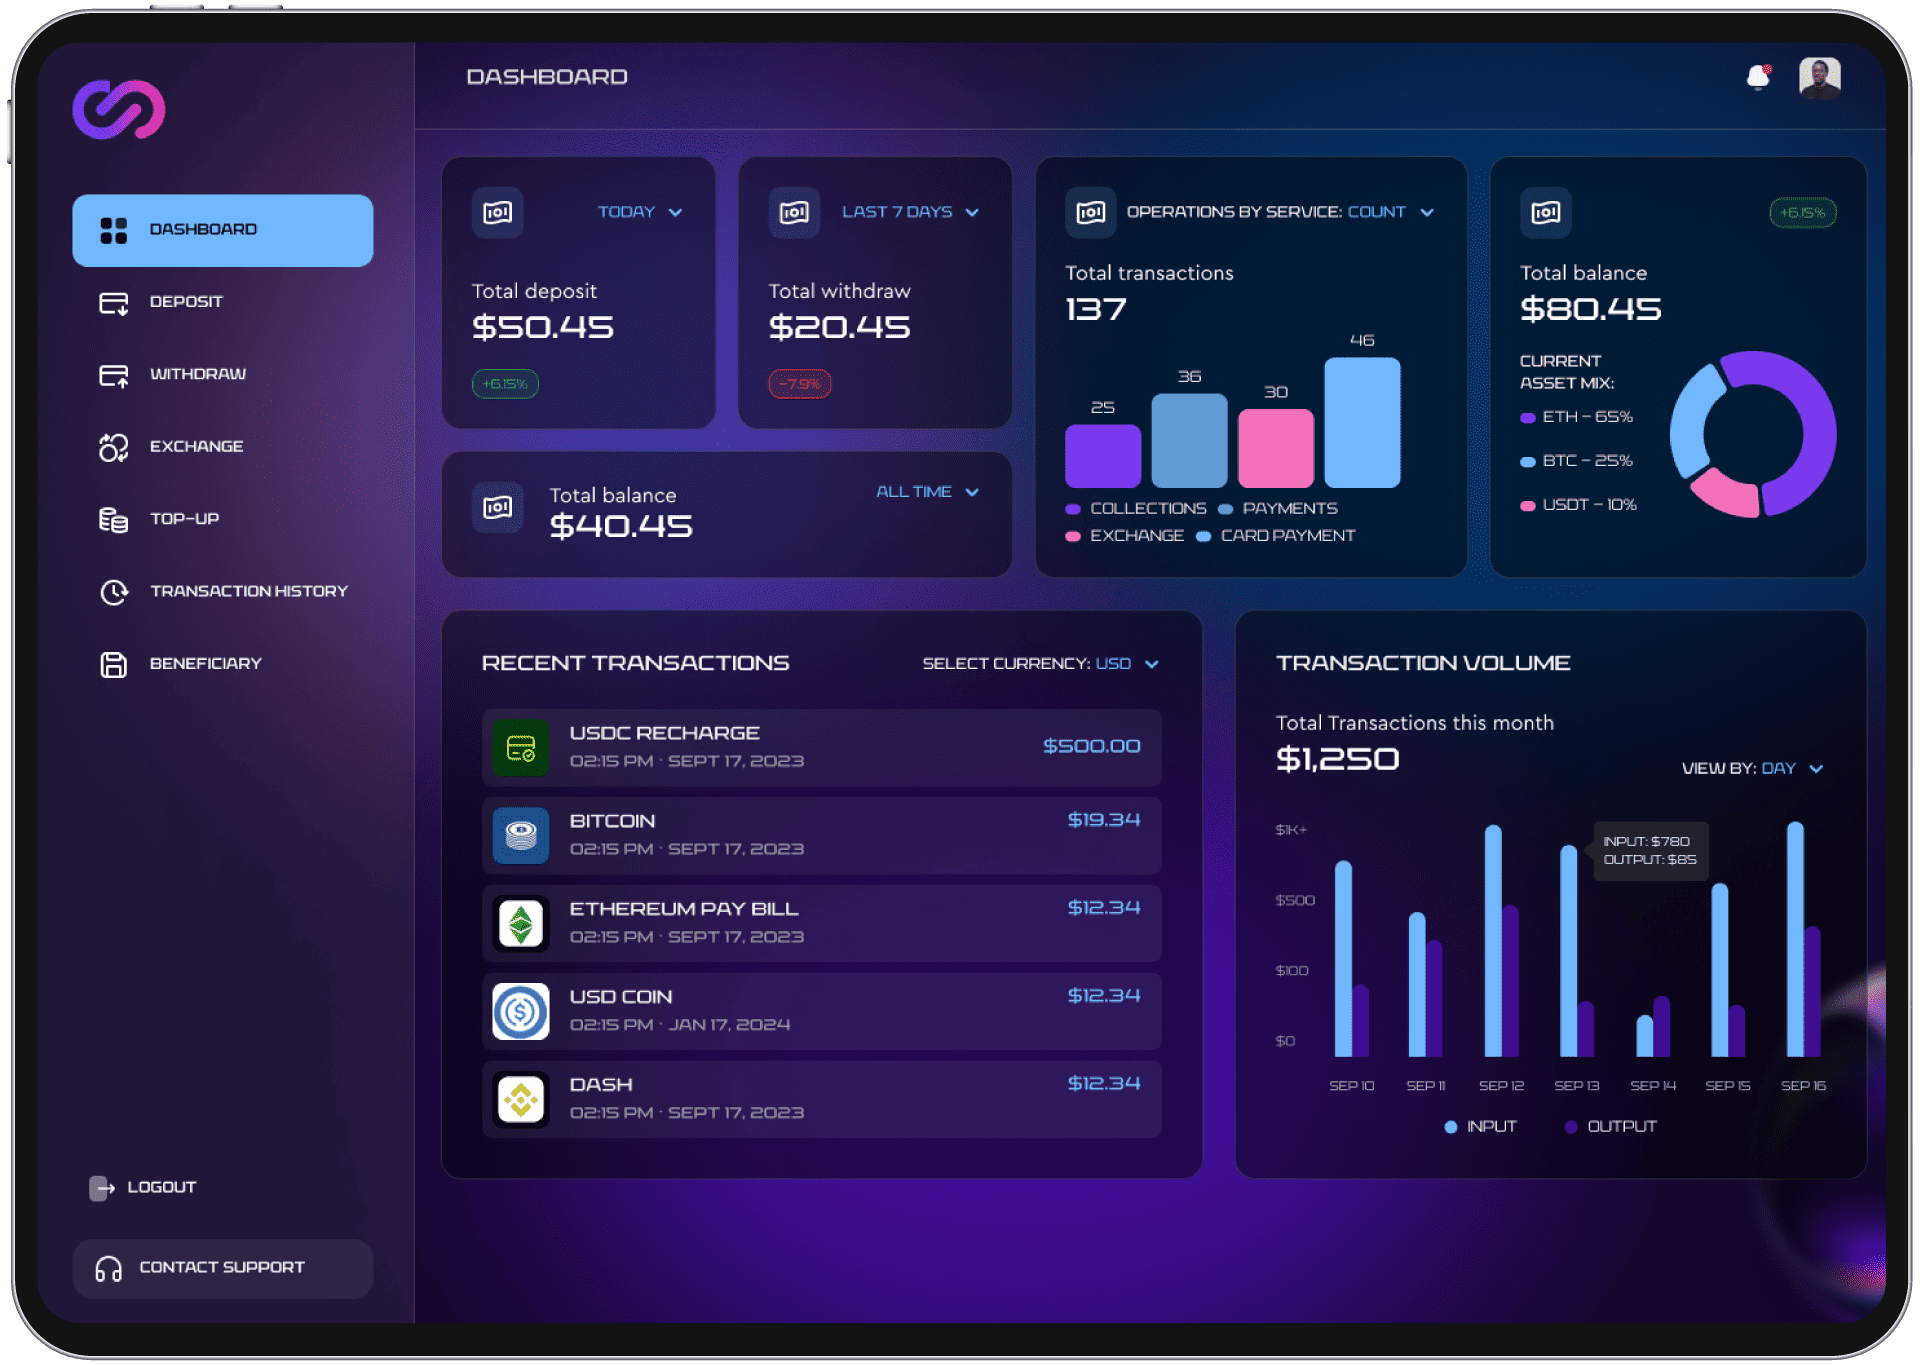 DASHBOARD
DASHBOARD
DEPOSIT
WITHDRAW
EXCHANGE
TOP-UP
TRANSACTION HISTORY
BENEFICIARY
LOGOUT
CONTACT SUPPORT
TODAY
Total deposit
$50.45
+6.15%
LAST 7 DAYS
Total withdraw
$20.45
-7.9%
Total balance
$40.45
ALL TIME
OPERATIONS BY SERVICE: COUNT
Total transactions
137
25
36
30
46
COLLECTIONS PAYMENTS
EXCHANGE CARD PAYMENT
+6.15%
Total balance
$80.45
CURRENT
ASSET MIX:
ETH – 65%
BTC – 25%
USDT – 10%
RECENT TRANSACTIONS
SELECT CURRENCY: USD
USDC RECHARGE
02:15 PM · SEPT 17, 2023
$500.00
BITCOIN
02:15 PM · SEPT 17, 2023
$19.34
ETHEREUM PAY BILL
02:15 PM · SEPT 17, 2023
$12.34
USD COIN
02:15 PM · JAN 17, 2024
$12.34
DASH
02:15 PM · SEPT 17, 2023
$12.34
TRANSACTION VOLUME
Total Transactions this month
$1,250
VIEW BY: DAY
$1K+
$500
$100
$0
INPUT: $780
OUTPUT: $85
SEP 10 SEP 11 SEP 12 SEP 13 SEP 14 SEP 15 SEP 16
INPUT OUTPUT